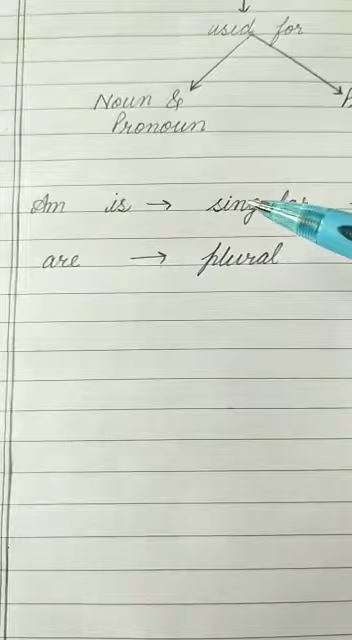 used for
Noun &
Pronoun
Am is → singular
are → plural